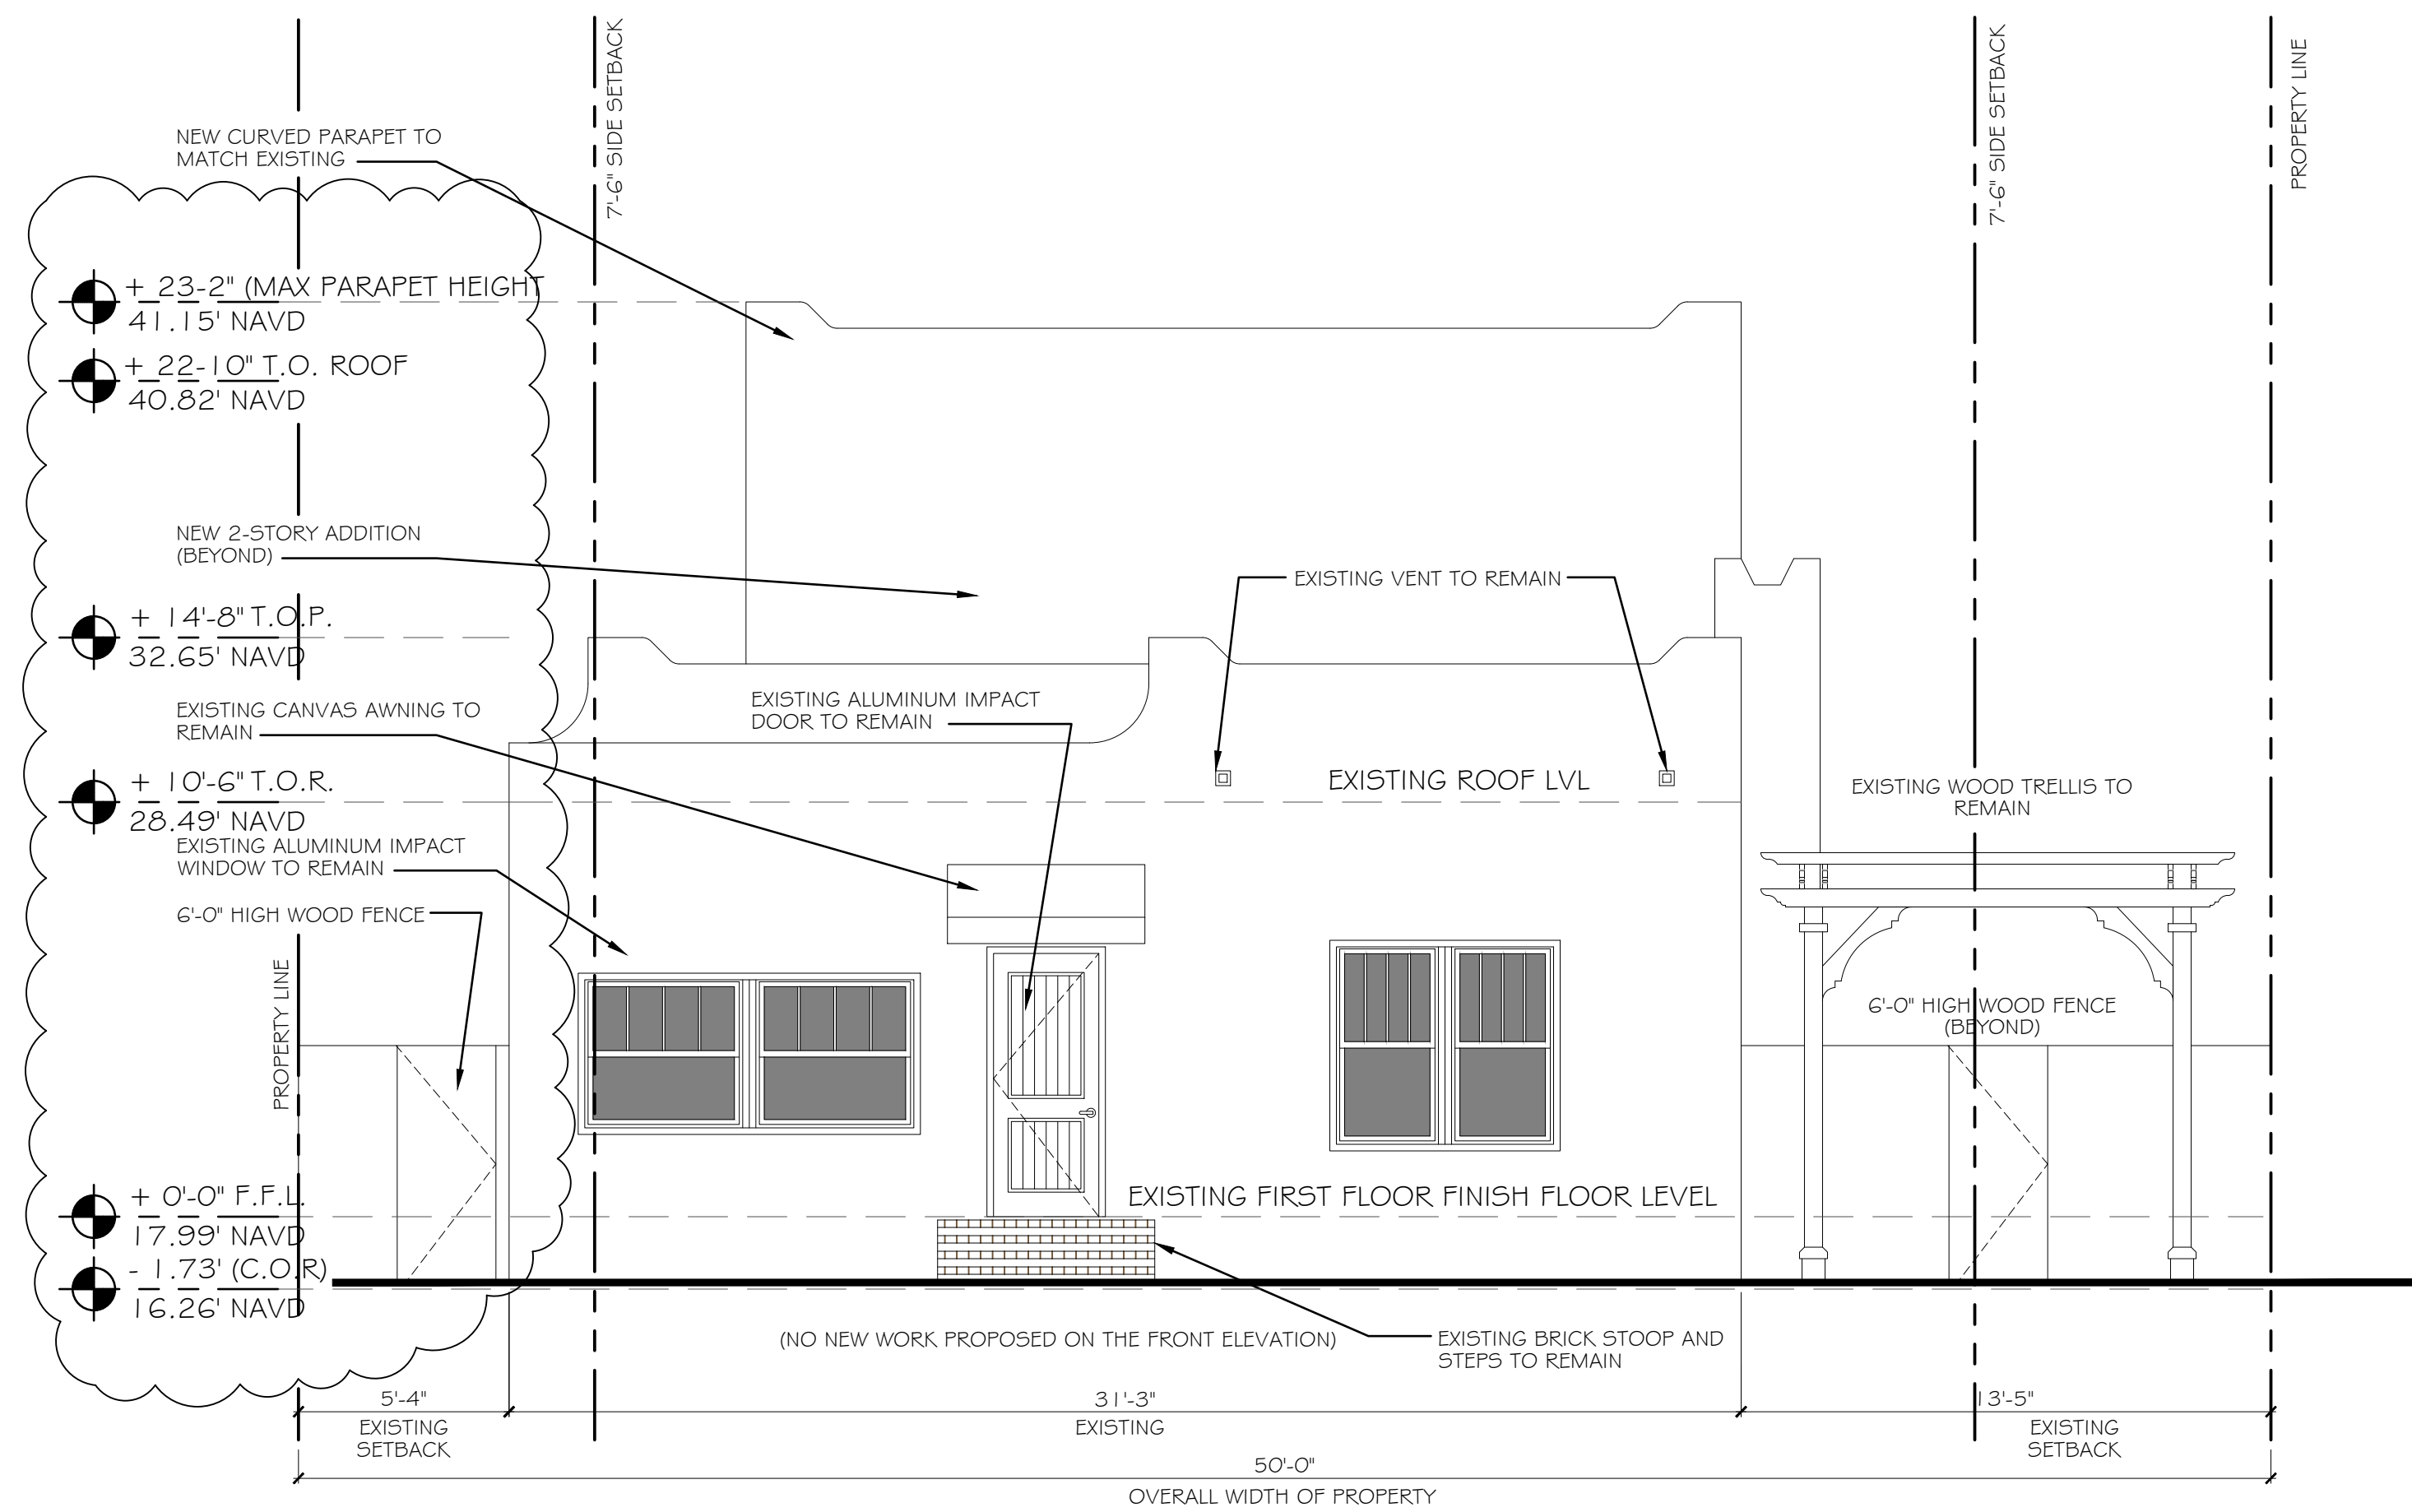 7'-6" SIDE SETBACK
7'-6" SIDE SETBACK
PROPERTY LINE
NEW CURVED PARAPET TO
MATCH EXISTING
+ 23-2" (MAX PARAPET HEIGHT
41.15' NAVD
+ 22-10" T.O. ROOF
40.82' NAVD
NEW 2-STORY ADDITION
(BEYOND)
EXISTING VENT TO REMAIN
+ 14'-8" T.O.P.
32.65' NAVD
EXISTING CANVAS AWNING TO
REMAIN
EXISTING ALUMINUM IMPACT
DOOR TO REMAIN
+ 10'-6" T.O.R.
28.49' NAVD
EXISTING ROOF LVL
EXISTING WOOD TRELLIS TO
REMAIN
EXISTING ALUMINUM IMPACT
WINDOW TO REMAIN
6'-0" HIGH WOOD FENCE
PROPERTY LINE
6'-0" HIGH WOOD FENCE
(BEYOND)
+ 0'-0" F.F.L.
17.99' NAVD
EXISTING FIRST FLOOR FINISH FLOOR LEVEL
- 1.73' (C.O.R)
16.26' NAVD
(NO NEW WORK PROPOSED ON THE FRONT ELEVATION)
EXISTING BRICK STOOP AND
STEPS TO REMAIN
5'-4"
EXISTING
SETBACK
31'-3"
EXISTING
13'-5"
EXISTING
SETBACK
50'-0"
OVERALL WIDTH OF PROPERTY